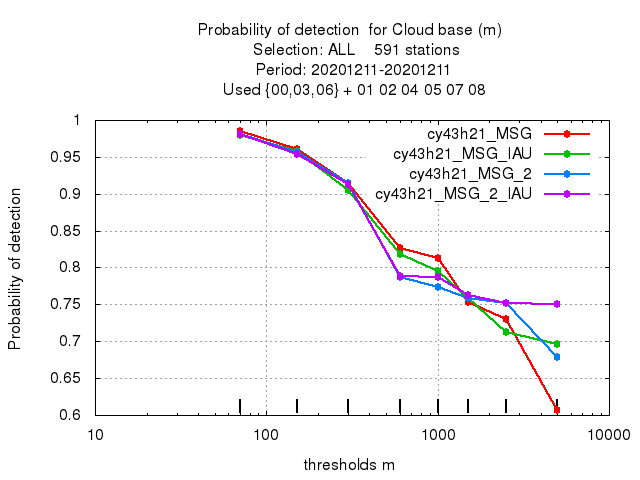 Probability of detection  for Cloud base (m)
Selection: ALL    591 stations
Period: 20201211-20201211
Used {00,03,06} + 01 02 04 05 07 08
cy43h21_MSG
cy43h21_MSG_IAU
cy43h21_MSG_2
cy43h21_MSG_2_IAU
Probability of detection
1
0.95
0.9
0.85
0.8
0.75
0.7
0.65
0.6
10
100
1000
10000
thresholds m